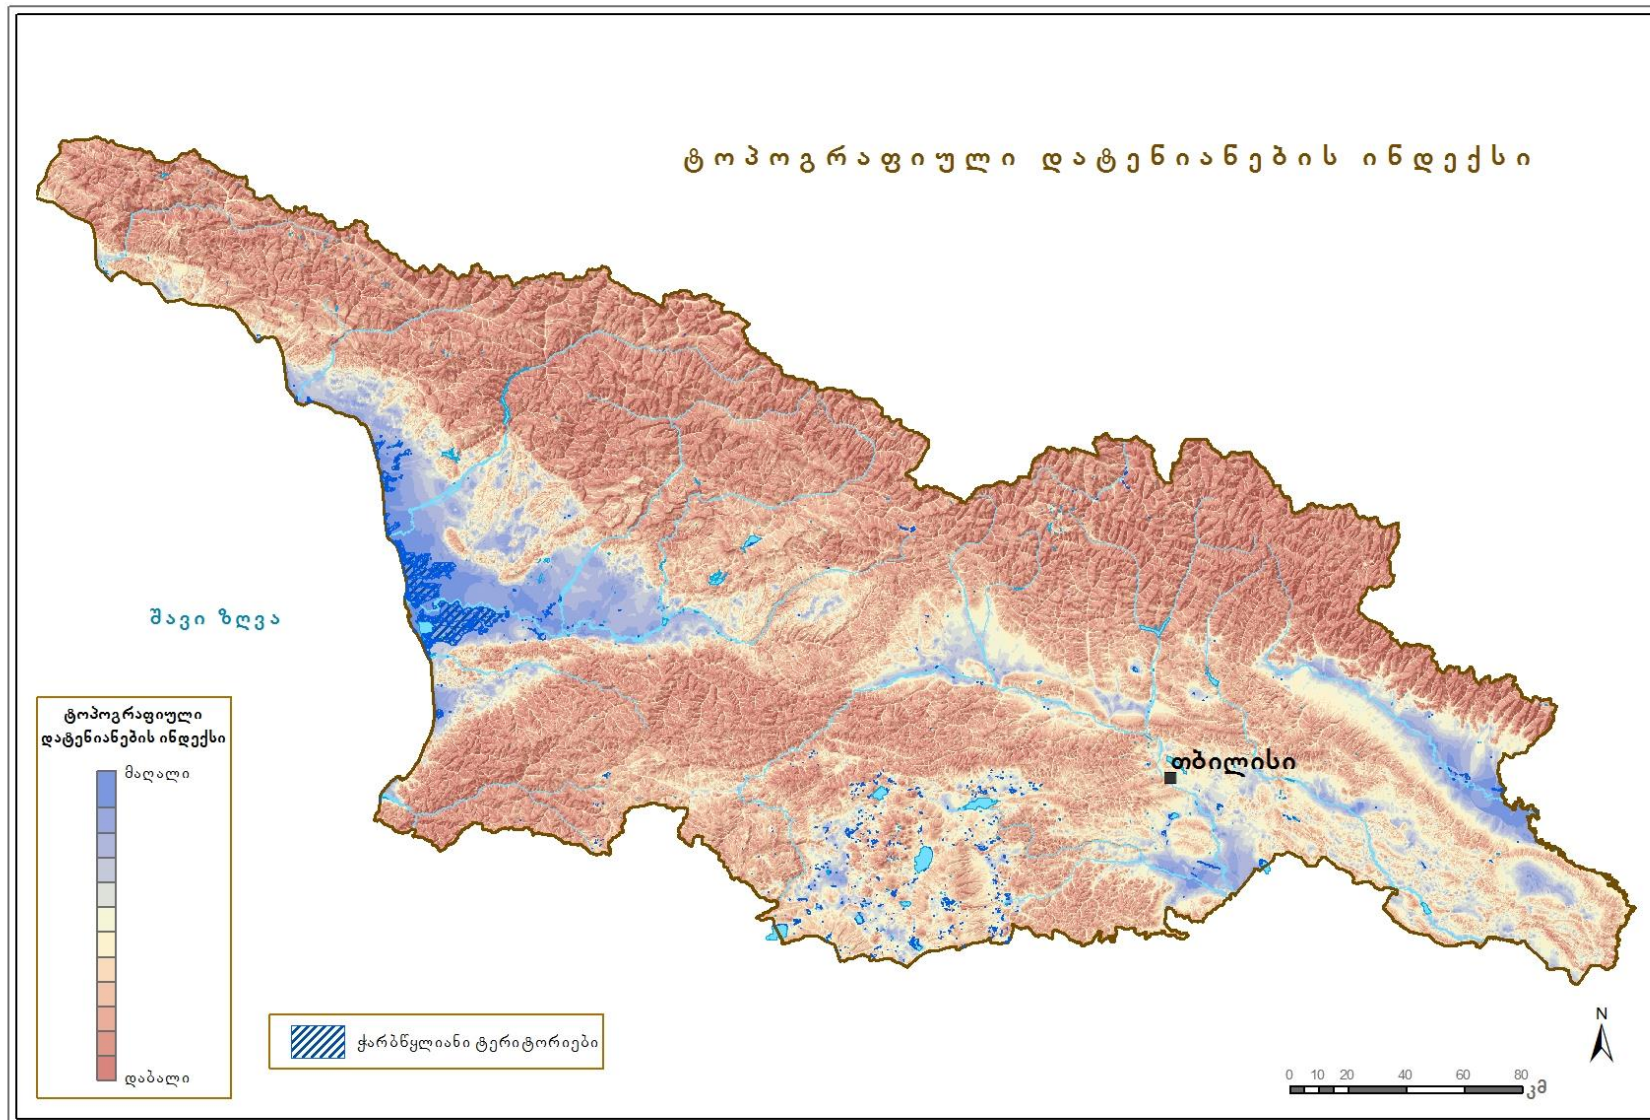 ტოპოგრაფიული დატენიანების ინდექსი
შავი ზღვა
თბილისი
ტოპოგრაფიული
დატენიანების ინდექსი
მაღალი
დაბალი
ჭარბწყლიანი ტერიტორიები
N
0 10 20 40 60 80
კმ